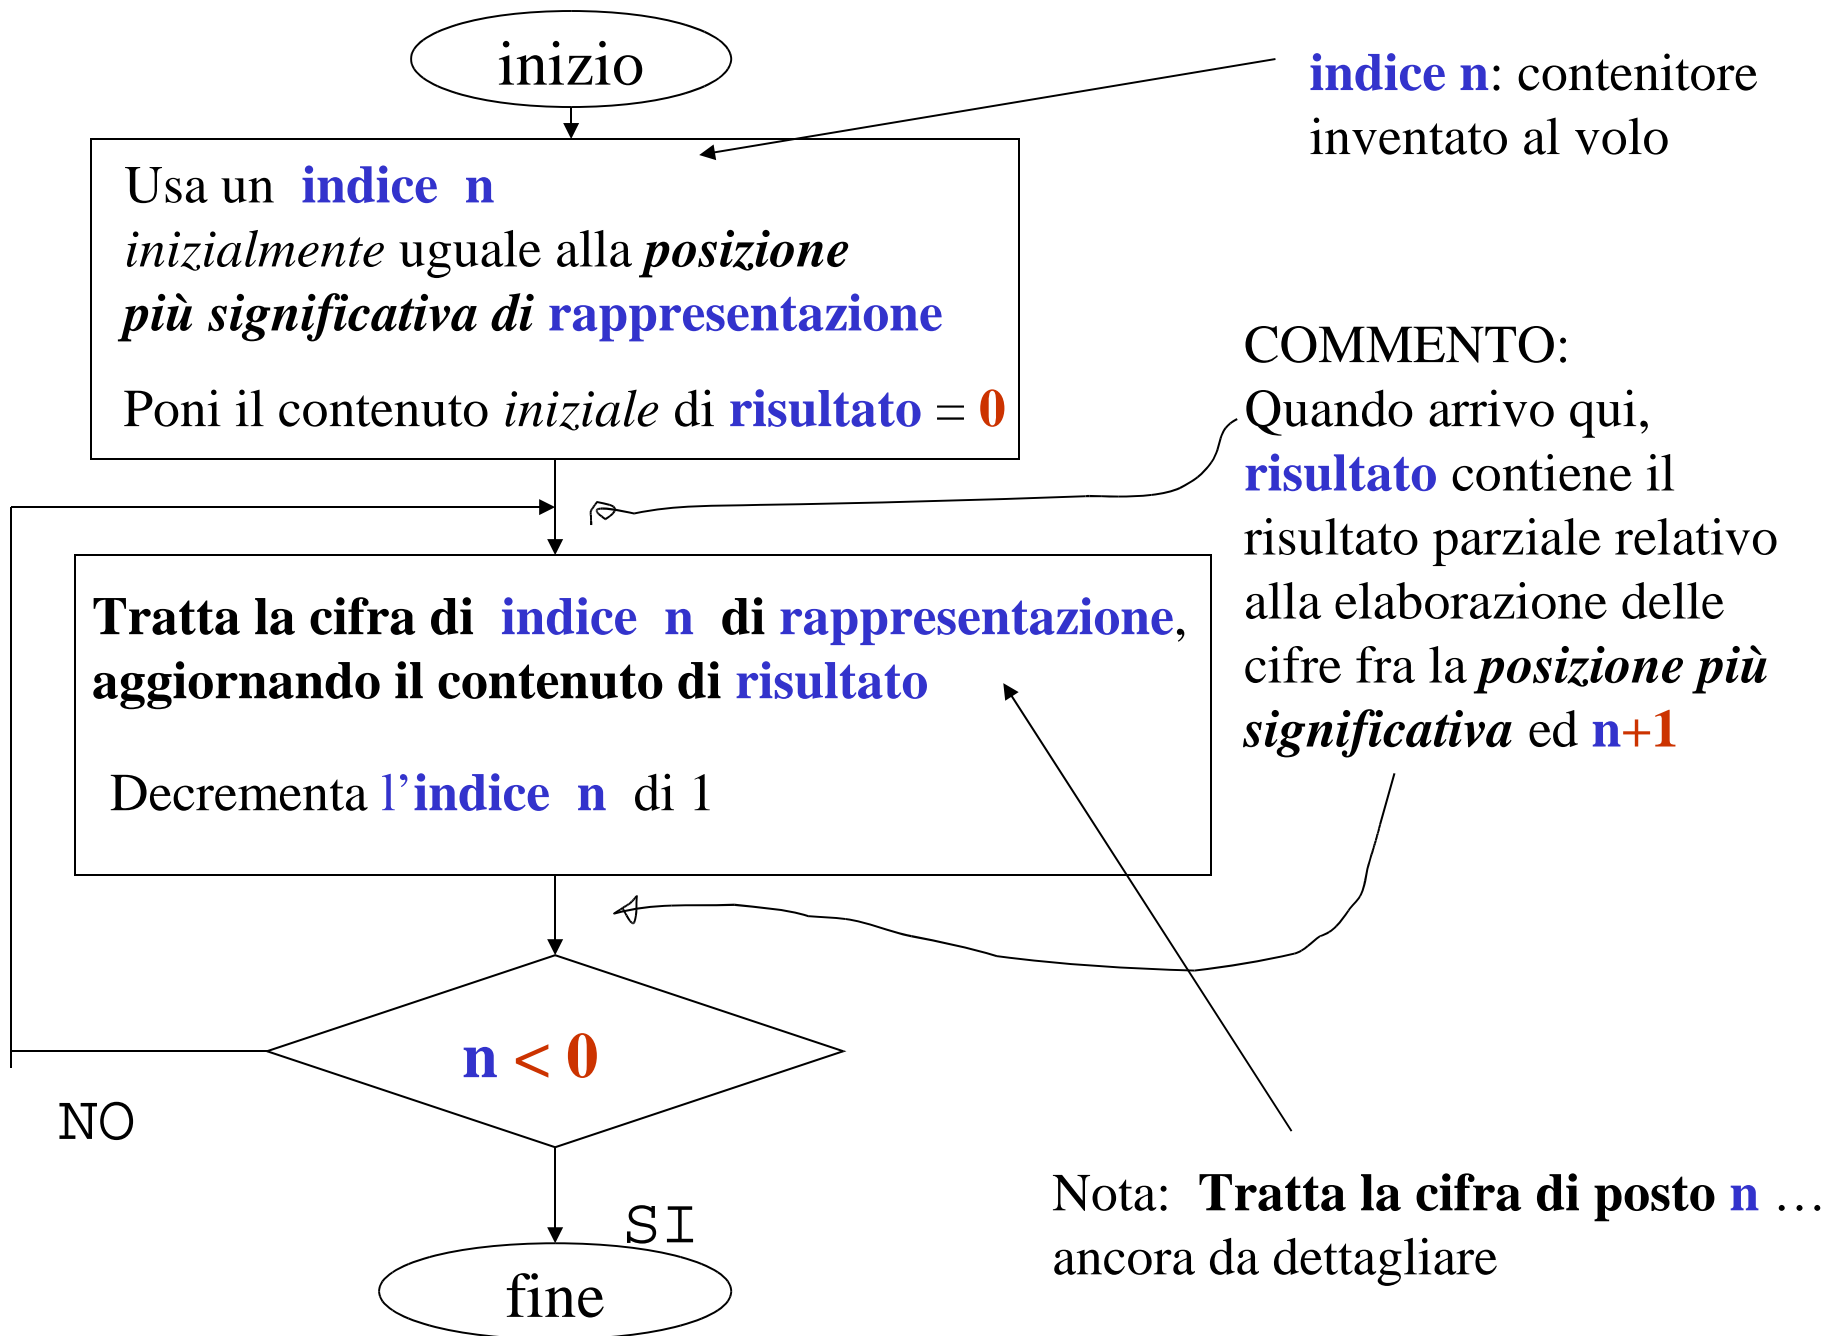 inizio
indice n: contenitore
inventato al volo
Usa un indice n
inizialmente uguale alla posizione
più significativa di rappresentazione
Poni il contenuto iniziale di risultato = 0
COMMENTO:
Quando arrivo qui,
risultato contiene il
risultato parziale relativo
alla elaborazione delle
cifre fra la posizione più
significativa ed n+1
Tratta la cifra di indice n di rappresentazione,
aggiornando il contenuto di risultato
Decrementa l’indice n di 1
n < 0
NO
SI
fine
Nota: Tratta la cifra di posto n …
ancora da dettagliare